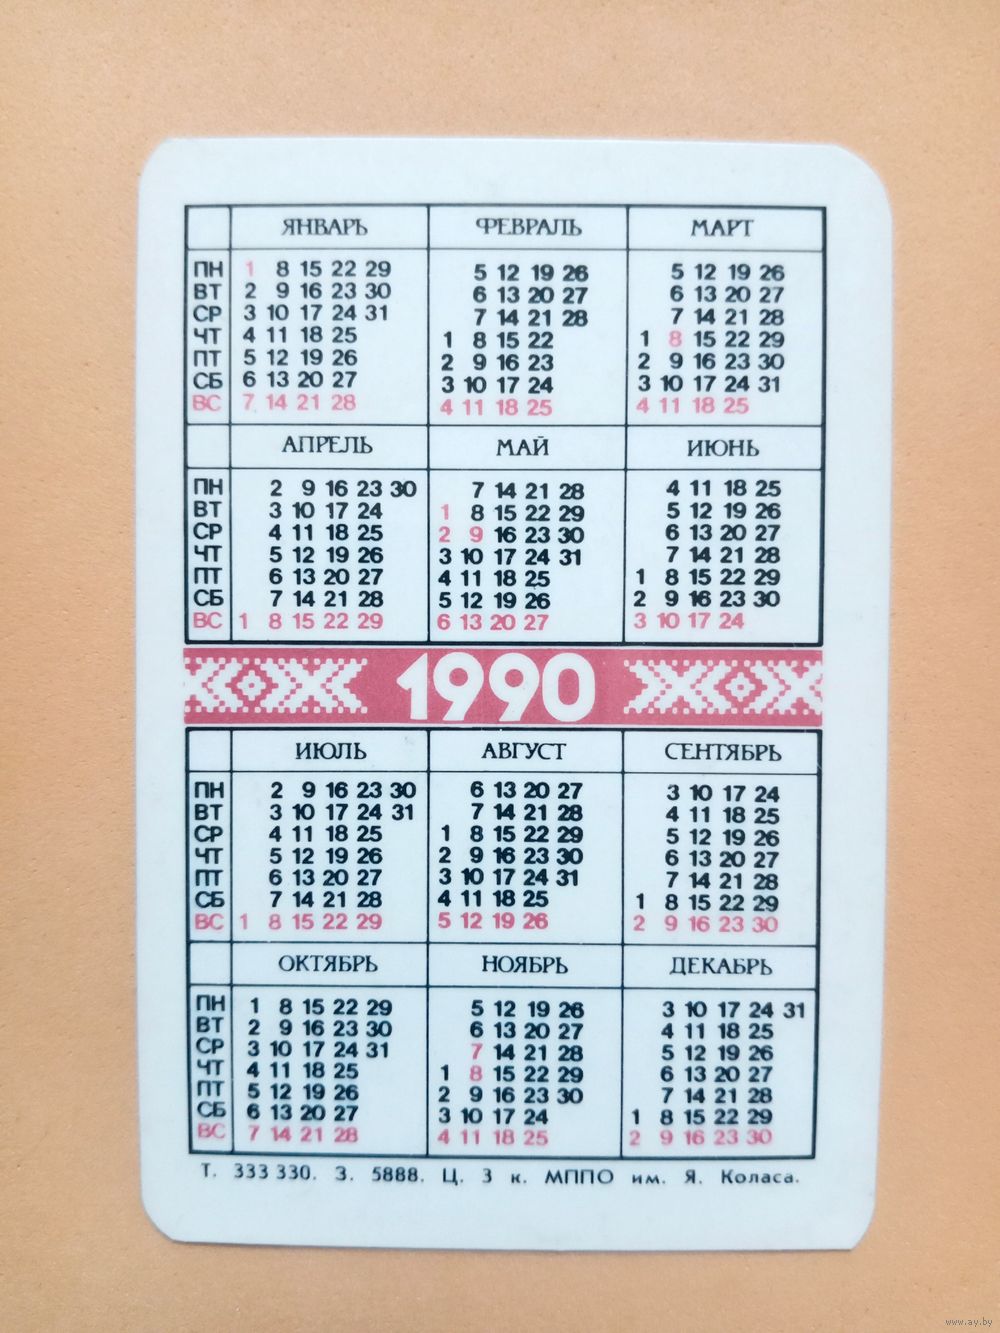 ЯНВАРЬ ФЕВРАЛЬ МАРТ
ПН 1 8 15 22 29 5 12 19 26 5 12 19 26
ВТ 2 9 16 23 30 6 13 20 27 6 13 20 27
СР 3 10 17 24 31 7 14 21 28 7 14 21 28
ЧТ 4 11 18 25 1 8 15 22 1 8 15 22 29
ПТ 5 12 19 26 2 9 16 23 2 9 16 23 30
СБ 6 13 20 27 3 10 17 24 3 10 17 24 31
ВС 7 14 21 28 4 11 18 25 4 11 18 25
АПРЕЛЬ МАЙ ИЮНЬ
ПН 2 9 16 23 30 7 14 21 28 4 11 18 25
ВТ 3 10 17 24 1 8 15 22 29 5 12 19 26
СР 4 11 18 25 2 9 16 23 30 6 13 20 27
ЧТ 5 12 19 26 3 10 17 24 31 7 14 21 28
ПТ 6 13 20 27 4 11 18 25 1 8 15 22 29
СБ 7 14 21 28 5 12 19 26 2 9 16 23 30
ВС 1 8 15 22 29 6 13 20 27 3 10 17 24
1990
ИЮЛЬ АВГУСТ СЕНТЯБРЬ
ПН 2 9 16 23 30 6 13 20 27 3 10 17 24
ВТ 3 10 17 24 31 7 14 21 28 4 11 18 25
СР 4 11 18 25 1 8 15 22 29 5 12 19 26
ЧТ 5 12 19 26 2 9 16 23 30 6 13 20 27
ПТ 6 13 20 27 3 10 17 24 31 7 14 21 28
СБ 7 14 21 28 4 11 18 25 1 8 15 22 29
ВС 1 8 15 22 29 5 12 19 26 2 9 16 23 30
ОКТЯБРЬ НОЯБРЬ ДЕКАБРЬ
ПН 1 8 15 22 29 5 12 19 26 3 10 17 24 31
ВТ 2 9 16 23 30 6 13 20 27 4 11 18 25
СР 3 10 17 24 31 7 14 21 28 5 12 19 26
ЧТ 4 11 18 25 1 8 15 22 29 6 13 20 27
ПТ 5 12 19 26 2 9 16 23 30 7 14 21 28
СБ 6 13 20 27 3 10 17 24 1 8 15 22 29
ВС 7 14 21 28 4 11 18 25 2 9 16 23 30
Т. 333 330. З. 5888. Ц. 3 к. МППО им. Я. Коласа.
www.ay.by